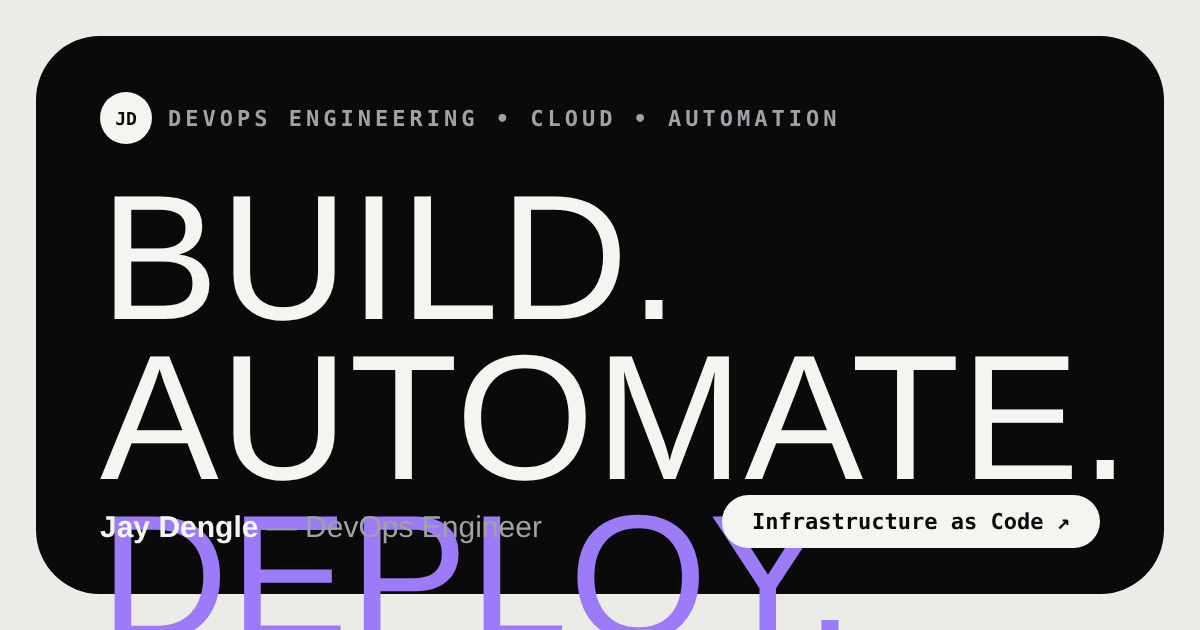 JD DEVOPS ENGINEERING • CLOUD • AUTOMATION
BUILD.
AUTOMATE.
DEPLOY.
Jay Dengle — DevOps Engineer
Infrastructure as Code ↗